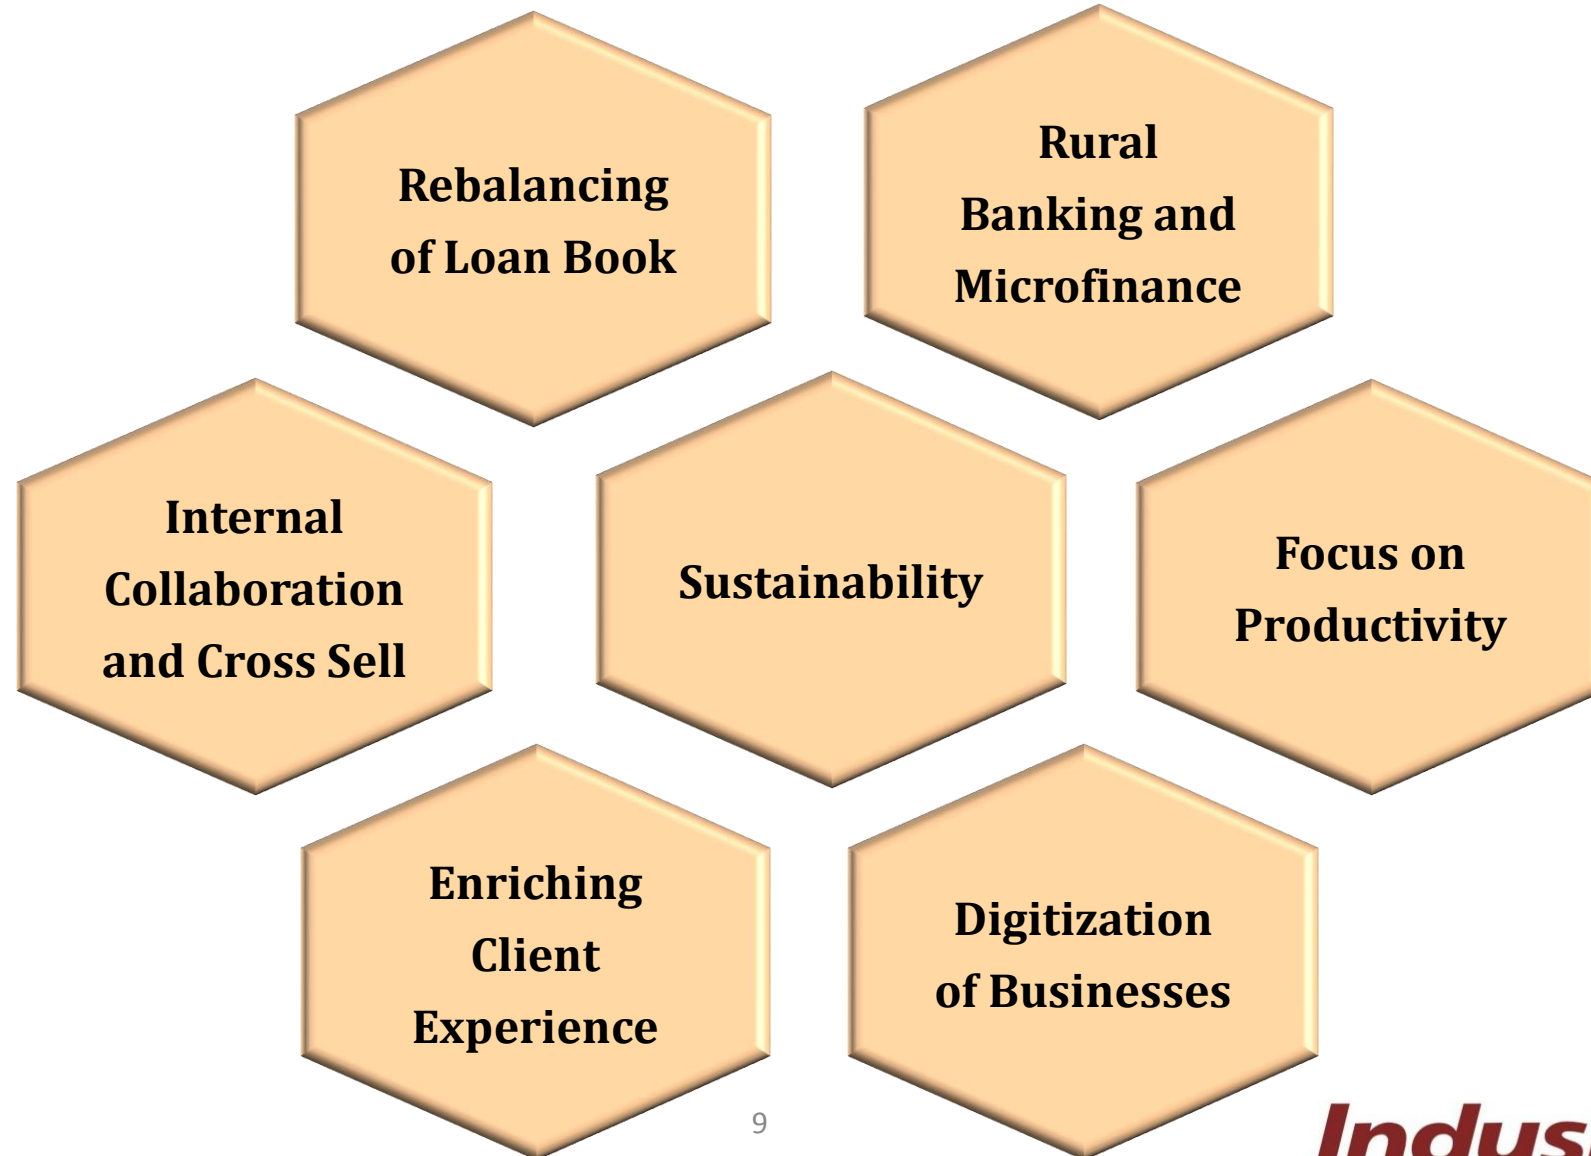 Rebalancing
of Loan Book
Rural
Banking and
Microfinance
Internal
Collaboration
and Cross Sell
Sustainability
Focus on
Productivity
Enriching
Client
Experience
Digitization
of Businesses
9
Indus